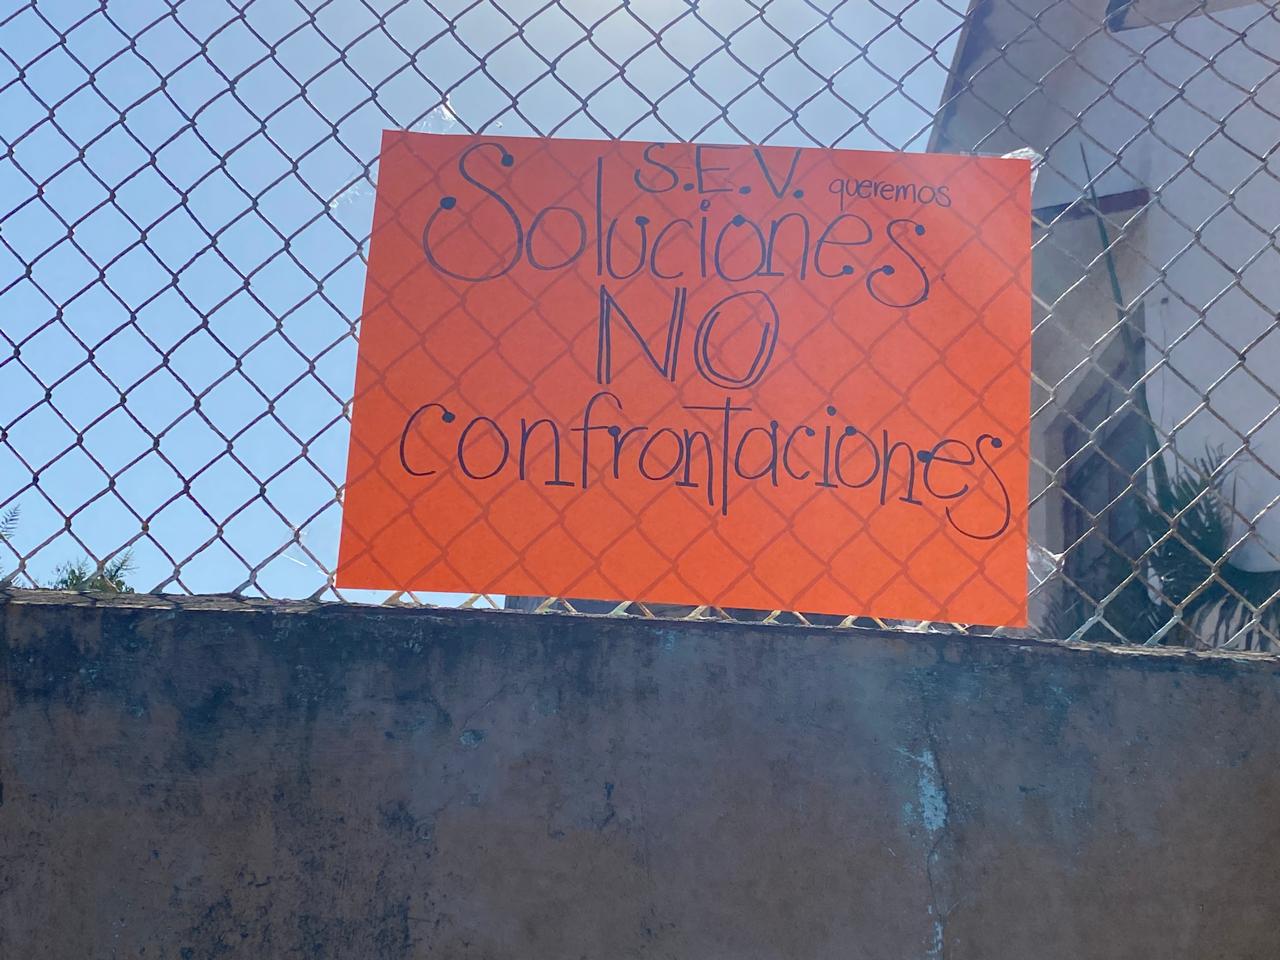 S.E.V. queremos
Soluciones
NO
confrontaciones